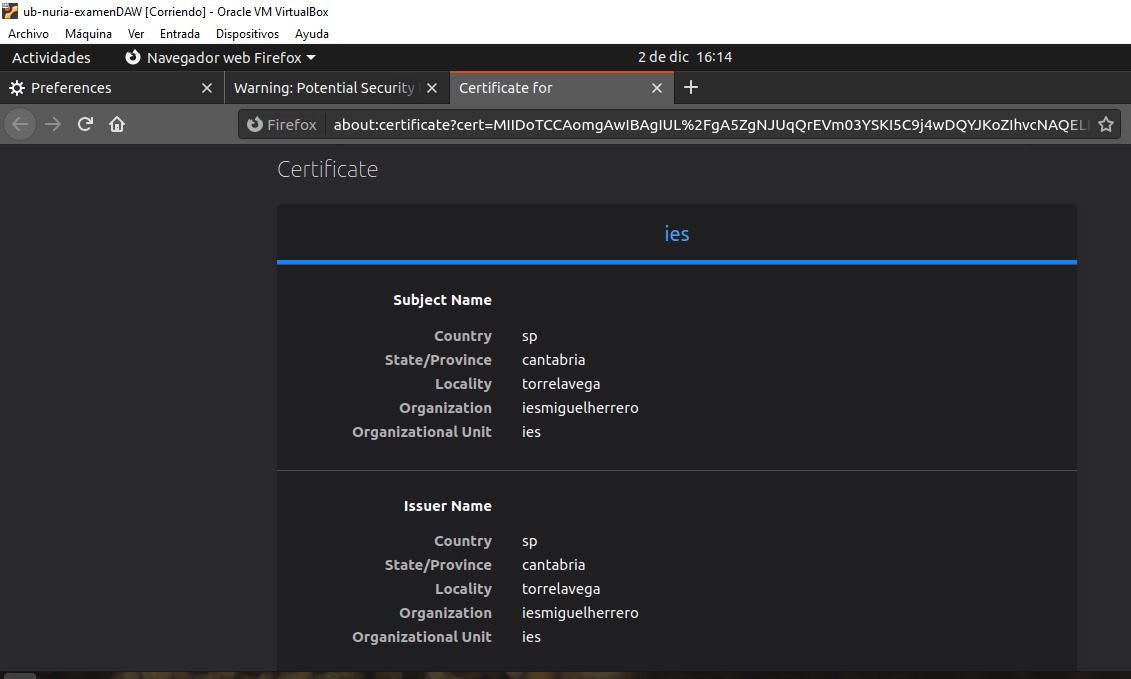 ub-nuria-examenDAW [Corriendo] - Oracle VM VirtualBox
Archivo Máquina Ver Entrada Dispositivos Ayuda
Actividades Navegador web Firefox 2 de dic 16:14
Preferences Warning: Potential Security Certificate for
Firefox about:certificate?cert=MIIDoTCCAomgAwIBAgIUL%2FgA5ZgNJUqQrEVm03YSKI5C9j4wDQYJKoZIhvcNAQEL
Certificate
ies
Subject Name
Country sp
State/Province cantabria
Locality torrelavega
Organization iesmiguelherrero
Organizational Unit ies
Issuer Name
Country sp
State/Province cantabria
Locality torrelavega
Organization iesmiguelherrero
Organizational Unit ies